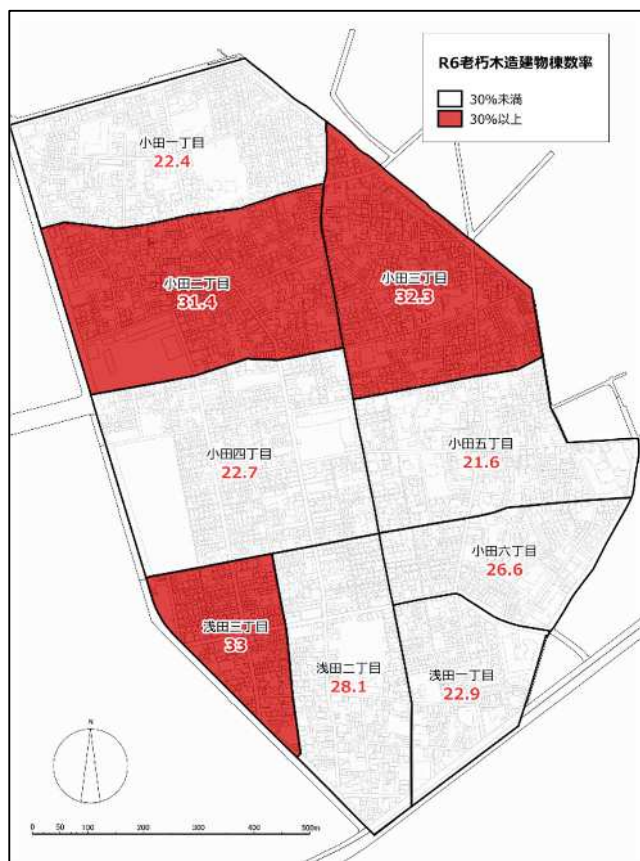 R6老朽木造建物棟数率
30%未満
30%以上
小田一丁目
22.4
小田二丁目
31.4
小田三丁目
32.3
小田四丁目
22.7
小田五丁目
21.6
小田六丁目
26.6
浅田三丁目
33
浅田二丁目
28.1
浅田一丁目
22.9
N
0 50 100 200 300 400 500m